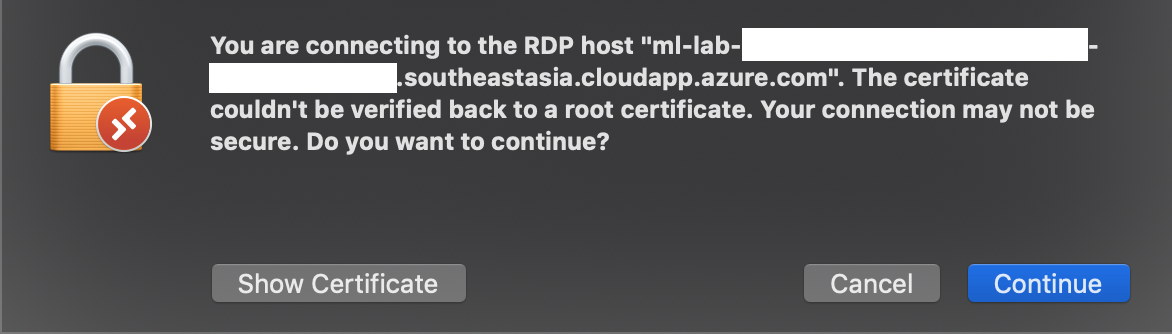 You are connecting to the RDP host "ml-lab- -
.southeastasia.cloudapp.azure.com". The certificate
couldn't be verified back to a root certificate. Your connection may not be
secure. Do you want to continue?
Show Certificate
Cancel
Continue